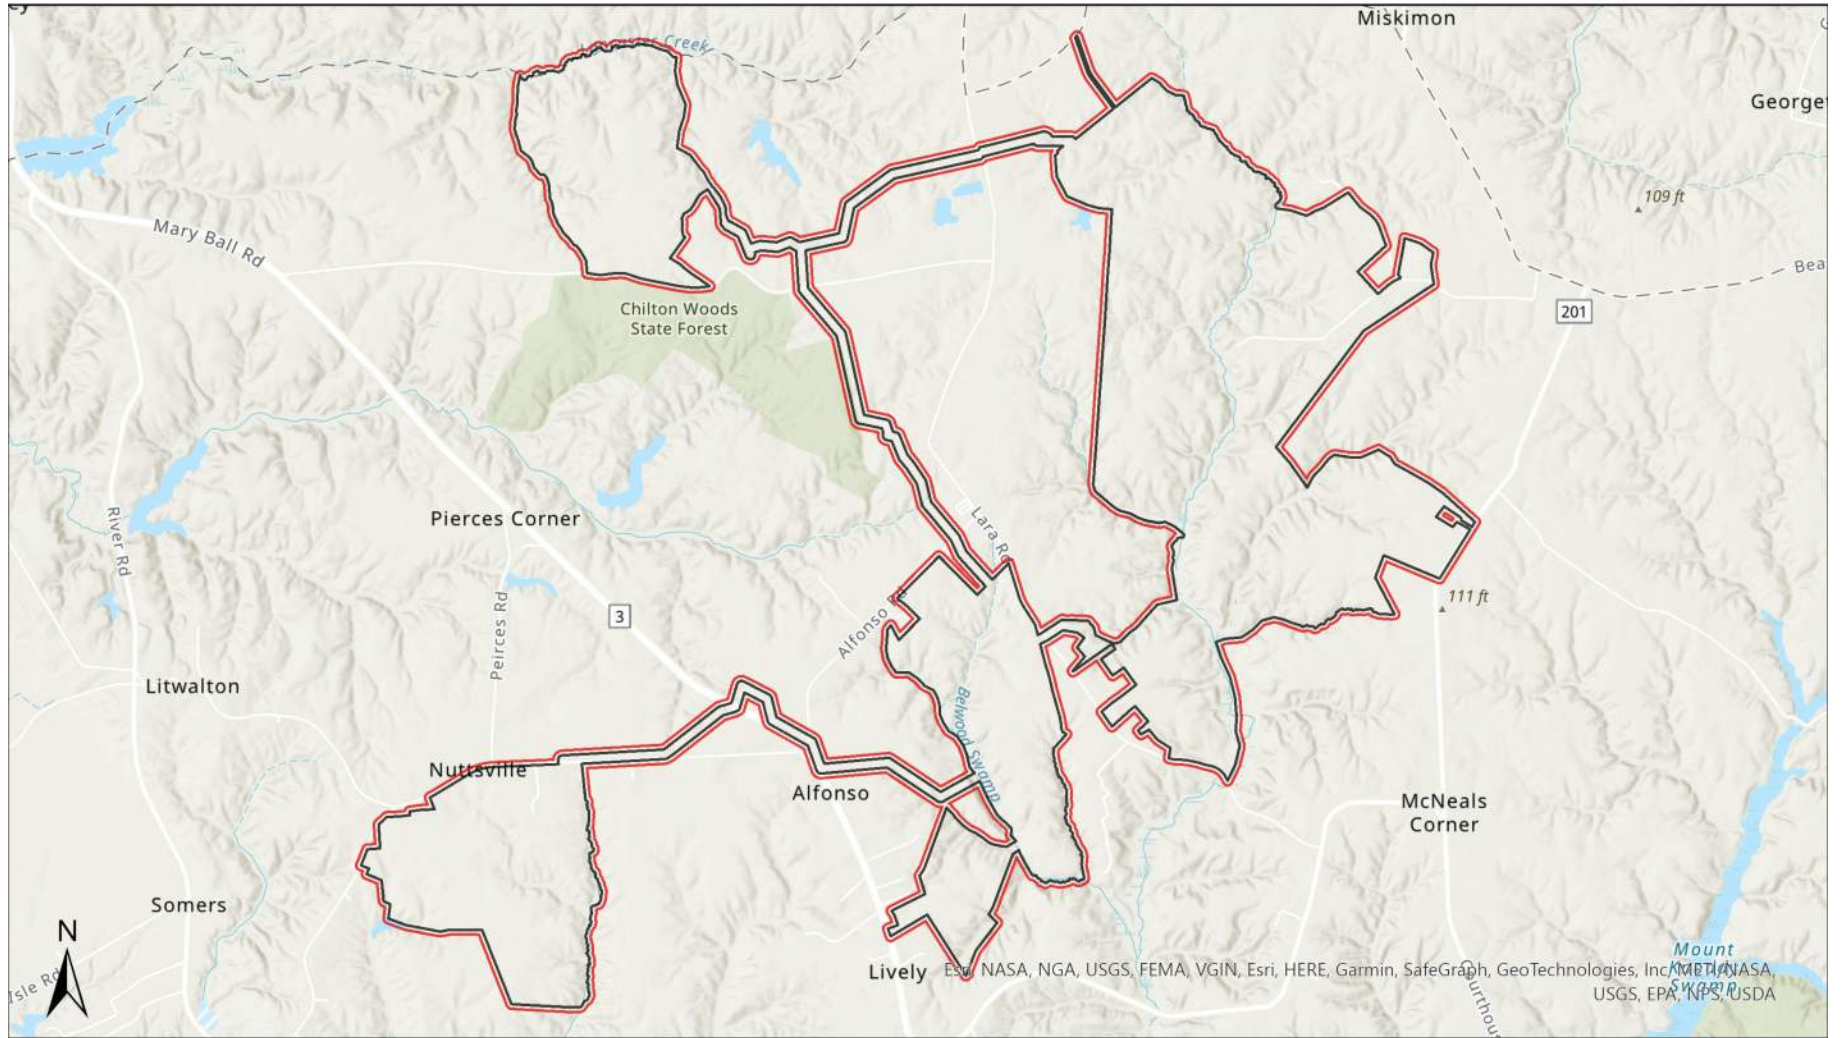 ey
Miskimon
Creek
George
109 ft
Mary Ball Rd
Bea
201
Chilton Woods
State Forest
Pierces Corner
Lara Rd
River Rd
Peirces Rd
3
111 ft
Alfonso
Litwalton
Belwood Swamp
Nuttsville
Alfonso
McNeals
Corner
Somers
N
Lively
Mount
Swamp
Isle Rd
Courthous
Esri, NASA, NGA, USGS, FEMA, VGIN, Esri, HERE, Garmin, SafeGraph, GeoTechnologies, Inc, METI/NASA,
USGS, EPA, NPS, USDA